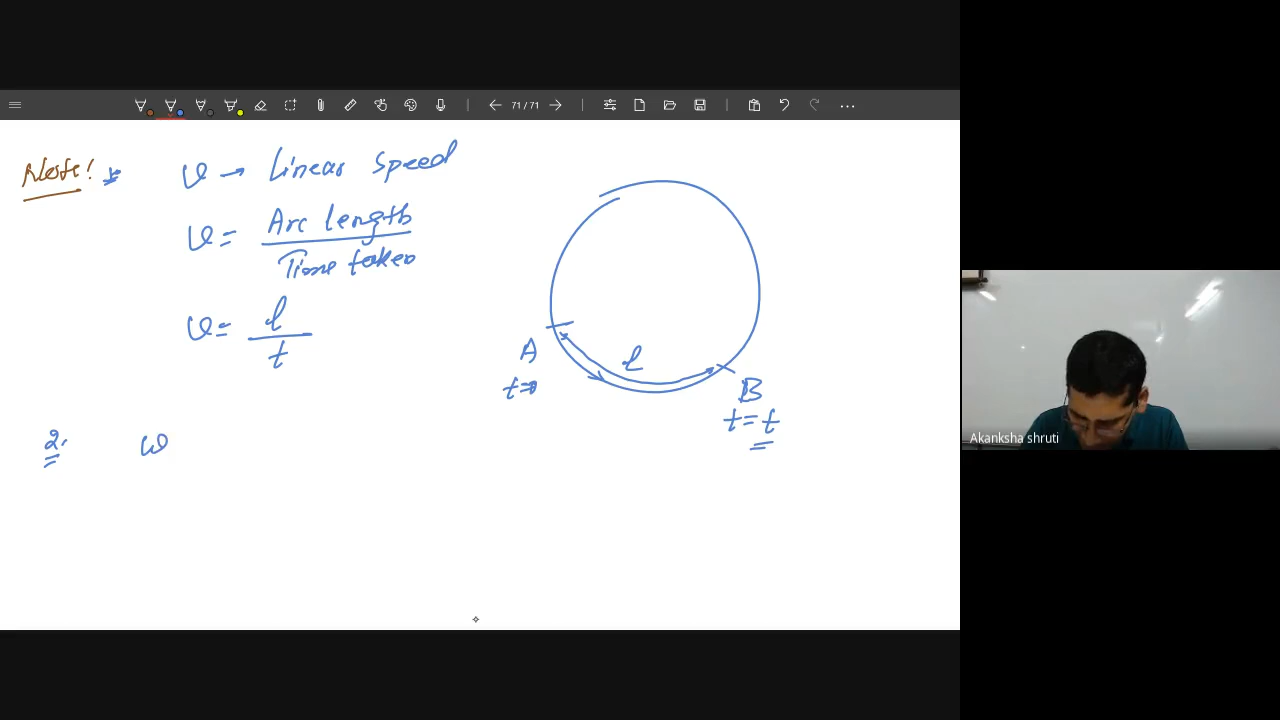 71 / 71
Note!
v → Linear Speed
v = Arc length / Time taken
v = l / t
A
t=0
l
B
t = t
2. ω
Akanksha shruti